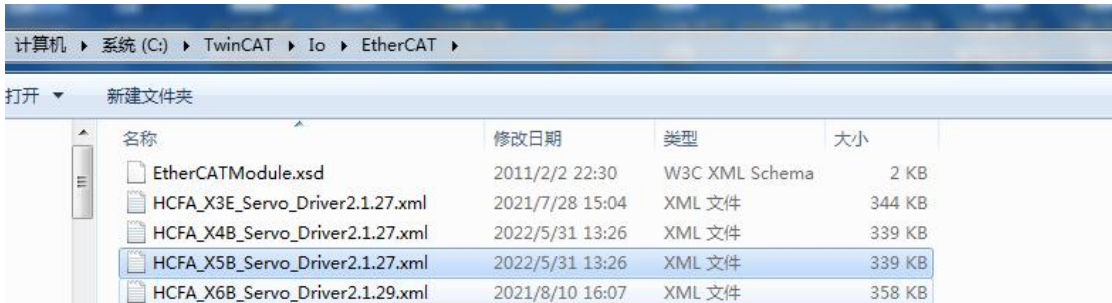 计算机 ▶ 系统 (C:) ▶ TwinCAT ▶ Io ▶ EtherCAT ▶
打开 ▼ 新建文件夹
名称 修改日期 类型 大小
EtherCATModule.xsd 2011/2/2 22:30 W3C XML Schema 2 KB
HCFA_X3E_Servo_Driver2.1.27.xml 2021/7/28 15:04 XML 文件 344 KB
HCFA_X4B_Servo_Driver2.1.27.xml 2022/5/31 13:26 XML 文件 339 KB
HCFA_X5B_Servo_Driver2.1.27.xml 2022/5/31 13:26 XML 文件 339 KB
HCFA_X6B_Servo_Driver2.1.29.xml 2021/8/10 16:07 XML 文件 358 KB